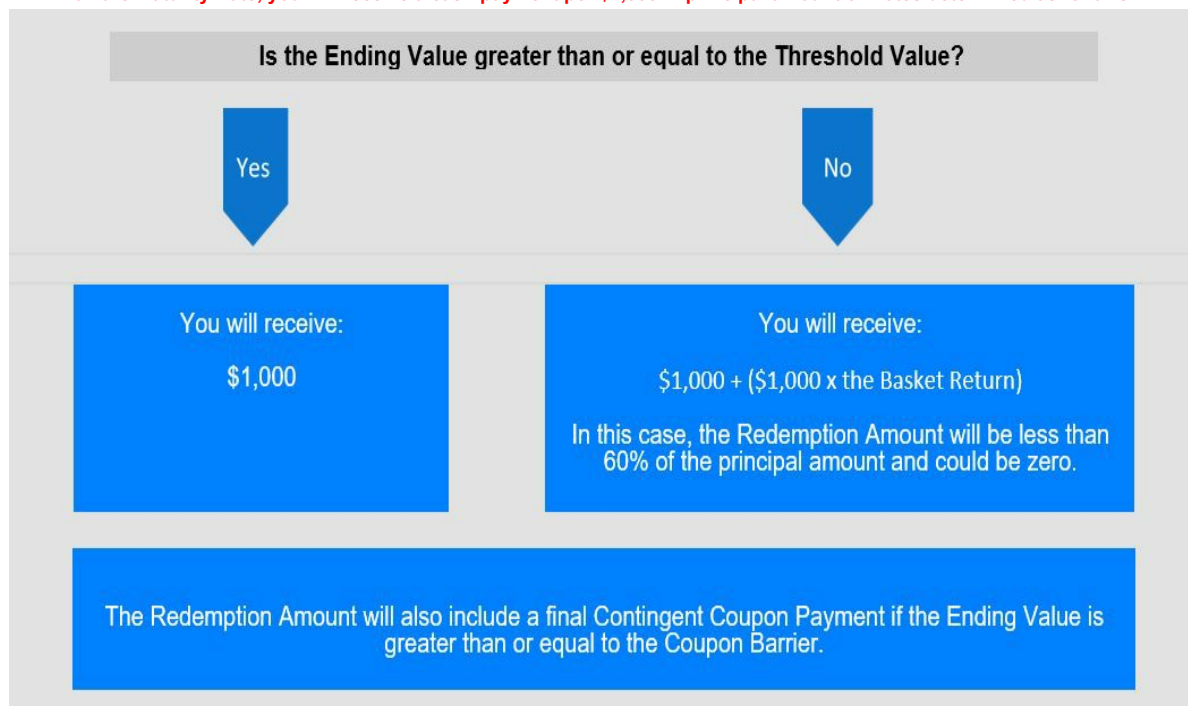 Is the Ending Value greater than or equal to the Threshold Value?
Yes
No
You will receive:
$1,000
You will receive:
$1,000 + ($1,000 x the Basket Return)
In this case, the Redemption Amount will be less than
60% of the principal amount and could be zero.
The Redemption Amount will also include a final Contingent Coupon Payment if the Ending Value is
greater than or equal to the Coupon Barrier.